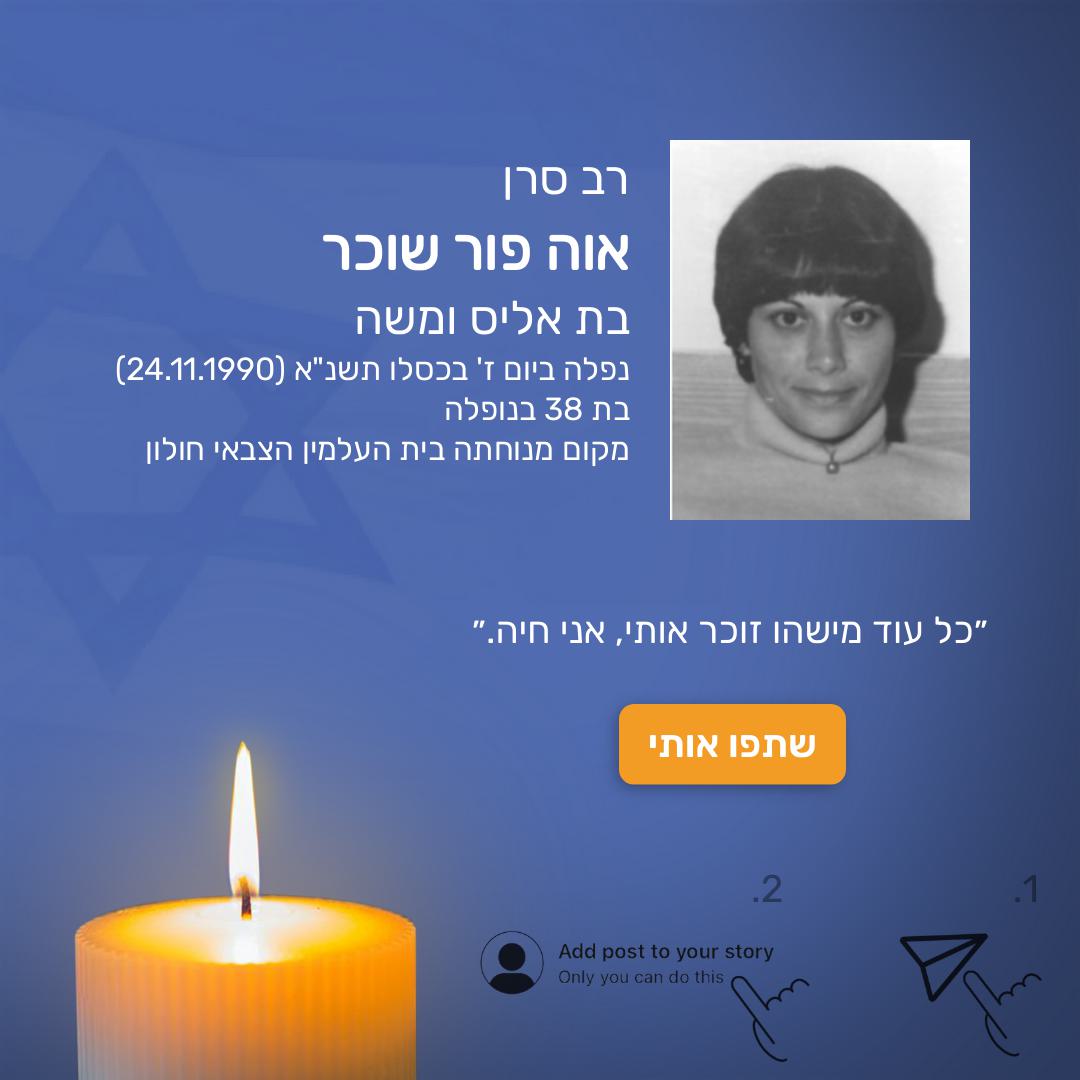 רב סרן
אוה פור שוכר
בת אליס ומשה
נפלה ביום ז' בכסלו תשנ"א (24.11.1990)
בת 38 בנופלה
מקום מנוחתה בית העלמין הצבאי חולון
״כל עוד מישהו זוכר אותי, אני חיה.״
שתפו אותי
.1
.2
Add post to your story
Only you can do this